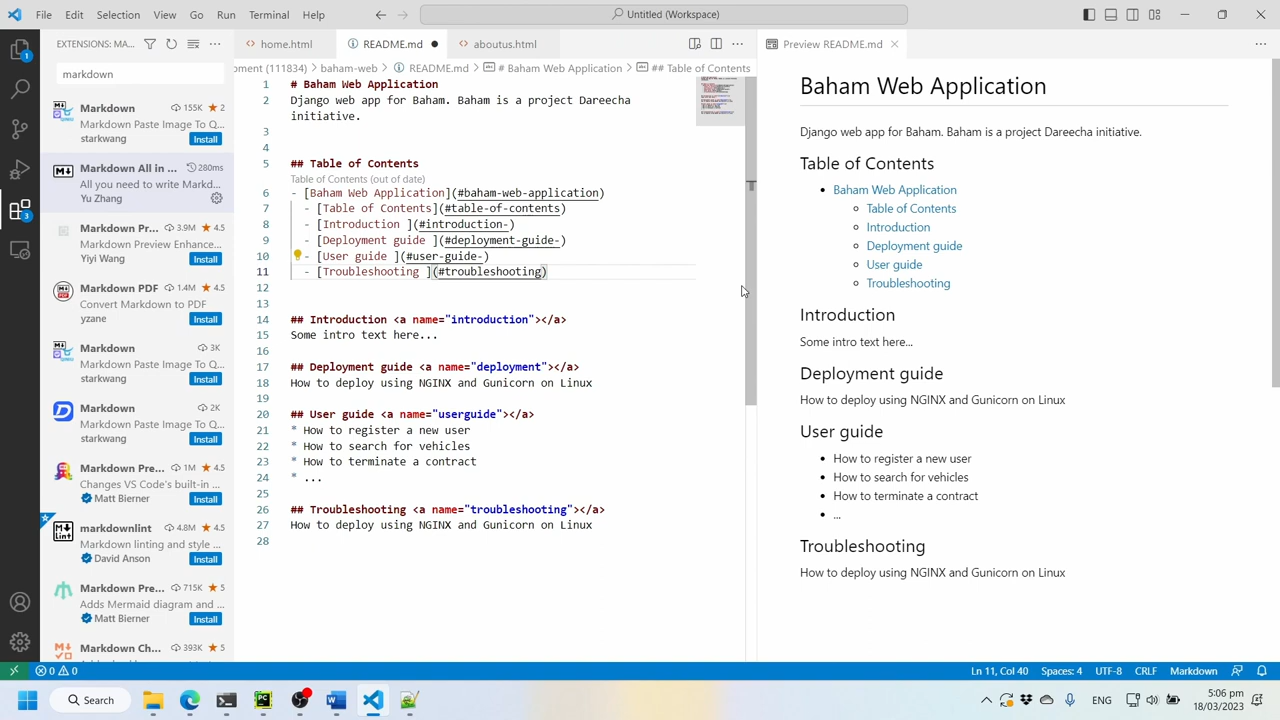 File Edit Selection View Go Run Terminal Help
Untitled (Workspace)
EXTENSIONS: MA...
home.html
README.md
aboutus.html
Preview README.md
markdown
pment (111834) > baham-web > README.md > # Baham Web Application > ## Table of Contents
Markdown 155K 2
Markdown Paste Image To Q...
starkwang Install
Markdown All in ... 280ms
All you need to write Markd...
Yu Zhang
Markdown Pr... 3.9M 4.5
Markdown Preview Enhance...
Yiyi Wang Install
Markdown PDF 1.4M 4.5
Convert Markdown to PDF
yzane Install
Markdown 3K
Markdown Paste Image To Q...
starkwang Install
Markdown 2K
Markdown Paste Image To Q...
starkwang Install
Markdown Pre... 1M 4.5
Changes VS Code's built-in ...
Matt Bierner Install
markdownlint 4.8M 4.5
Markdown linting and style ...
David Anson Install
Markdown Pre... 715K 5
Adds Mermaid diagram and ...
Matt Bierner Install
Markdown Ch... 393K 5
1 # Baham Web Application
2 Django web app for Baham. Baham is a project Dareecha
initiative.
3
4
5 ## Table of Contents
Table of Contents (out of date)
6 - [Baham Web Application](#baham-web-application)
7 - [Table of Contents](#table-of-contents)
8 - [Introduction ](#introduction-)
9 - [Deployment guide ](#deployment-guide-)
10 - [User guide ](#user-guide-)
11 - [Troubleshooting ](#troubleshooting)
12
13
14 ## Introduction <a name="introduction"></a>
15 Some intro text here...
16
17 ## Deployment guide <a name="deployment"></a>
18 How to deploy using NGINX and Gunicorn on Linux
19
20 ## User guide <a name="userguide"></a>
21 * How to register a new user
22 * How to search for vehicles
23 * How to terminate a contract
24 * ...
25
26 ## Troubleshooting <a name="troubleshooting"></a>
27 How to deploy using NGINX and Gunicorn on Linux
28
Baham Web Application
Django web app for Baham. Baham is a project Dareecha initiative.
Table of Contents
Baham Web Application
Table of Contents
Introduction
Deployment guide
User guide
Troubleshooting
Introduction
Some intro text here...
Deployment guide
How to deploy using NGINX and Gunicorn on Linux
User guide
How to register a new user
How to search for vehicles
How to terminate a contract
...
Troubleshooting
How to deploy using NGINX and Gunicorn on Linux
1
3
0 0
Ln 11, Col 40 Spaces: 4 UTF-8 CRLF Markdown
Search
ENG
5:06 pm
18/03/2023